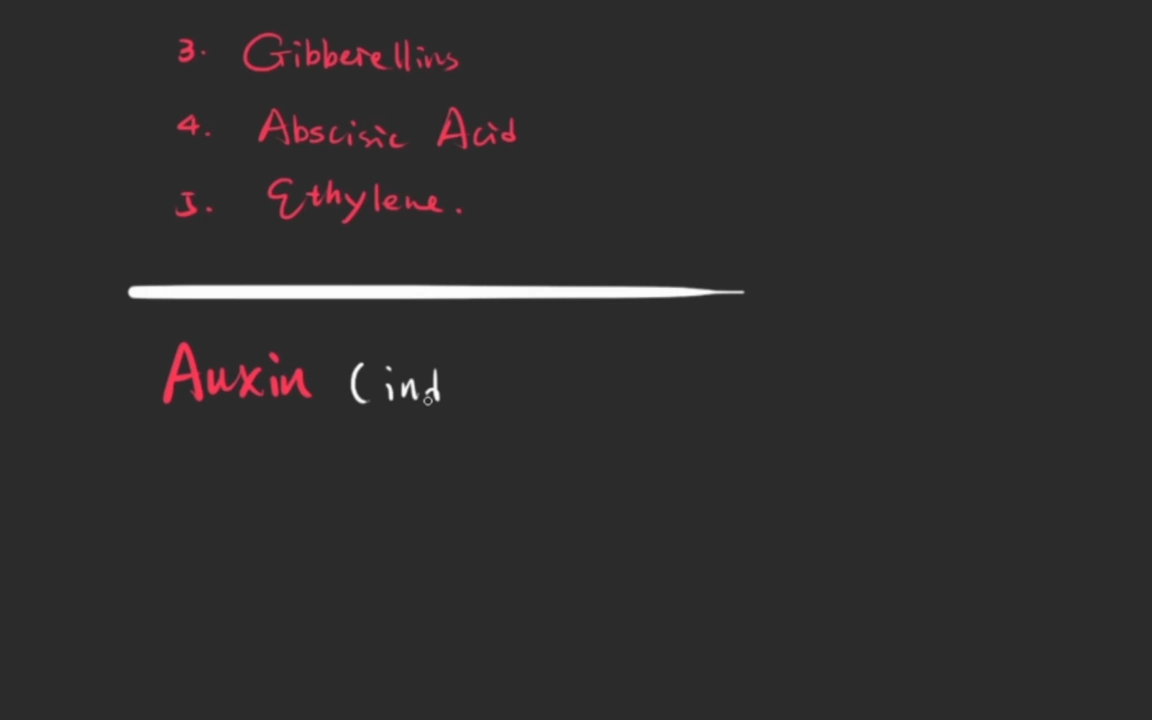 3. Gibberellins
4. Abscisic Acid
5. Ethylene.
Auxin (ind